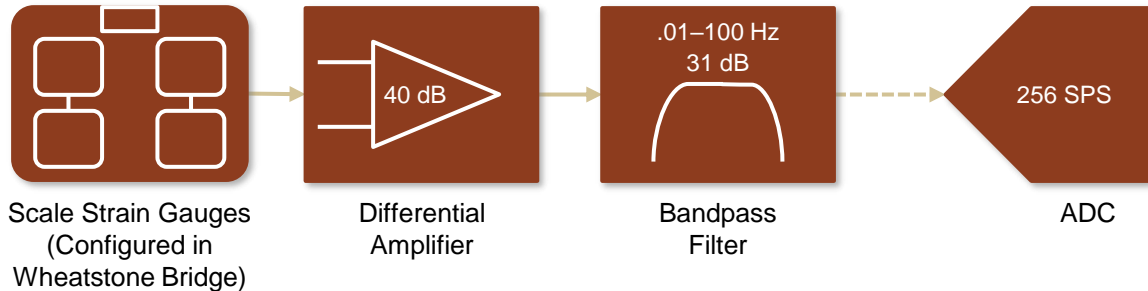 .01–100 Hz
31 dB
40 dB
256 SPS
Scale Strain Gauges
(Configured in
Wheatstone Bridge)
Differential
Amplifier
Bandpass
Filter
ADC